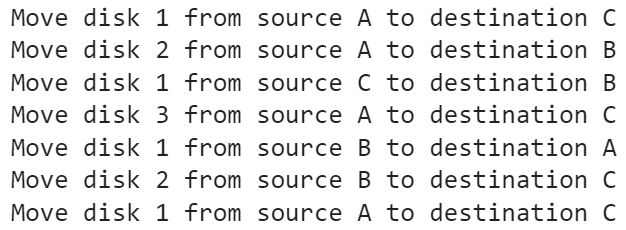 Move disk 1 from source A to destination C
Move disk 2 from source A to destination B
Move disk 1 from source C to destination B
Move disk 3 from source A to destination C
Move disk 1 from source B to destination A
Move disk 2 from source B to destination C
Move disk 1 from source A to destination C